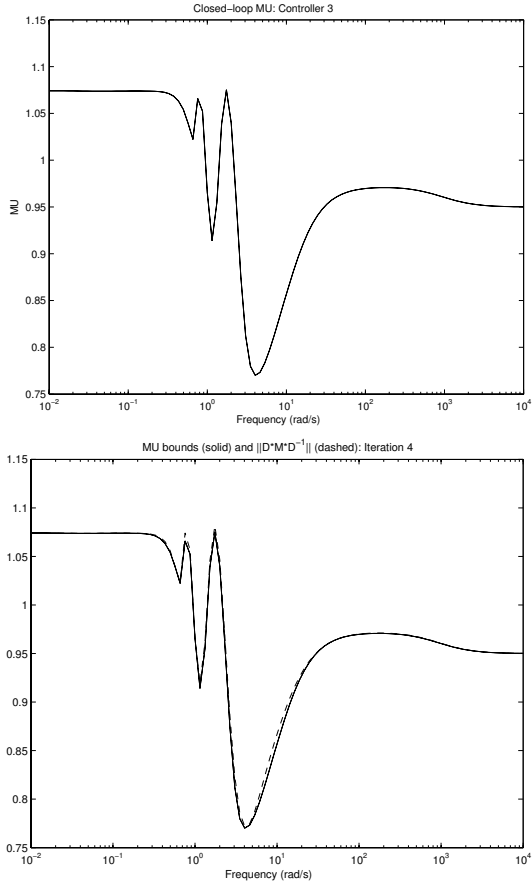 Closed−loop MU: Controller 3
1.15
1.1
1.05
1
0.95
0.9
0.85
0.8
0.75
MU
10^−2 10^−1 10^0 10^1 10^2 10^3 10^4
Frequency (rad/s)
MU bounds (solid) and ||D*M*D^−1|| (dashed): Iteration 4
1.15
1.1
1.05
1
0.95
0.9
0.85
0.8
0.75
10^−2 10^−1 10^0 10^1 10^2 10^3 10^4
Frequency (rad/s)